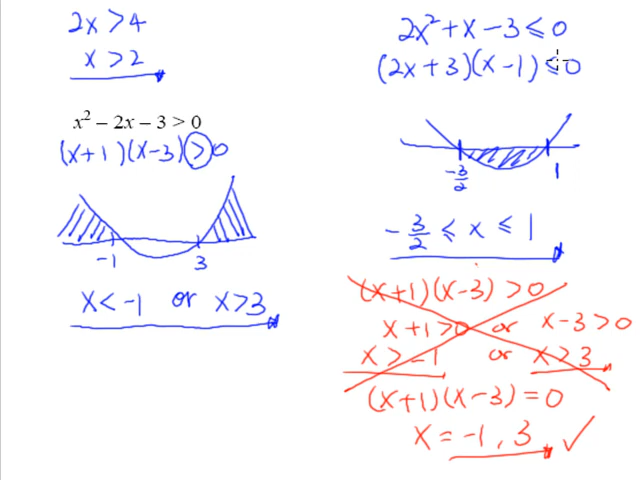 2x > 4
x > 2
x² – 2x – 3 > 0
(x+1)(x-3) > 0
-1 3
x < -1 or x > 3
2x² + x - 3 ≤ 0
(2x + 3)(x - 1) ≤ 0
-3/2 1
-3/2 ≤ x ≤ 1
(x+1)(x-3) > 0
x+1 > 0 or x-3 > 0
x > -1 or x > 3
(x+1)(x-3) = 0
x = -1, 3 ✓